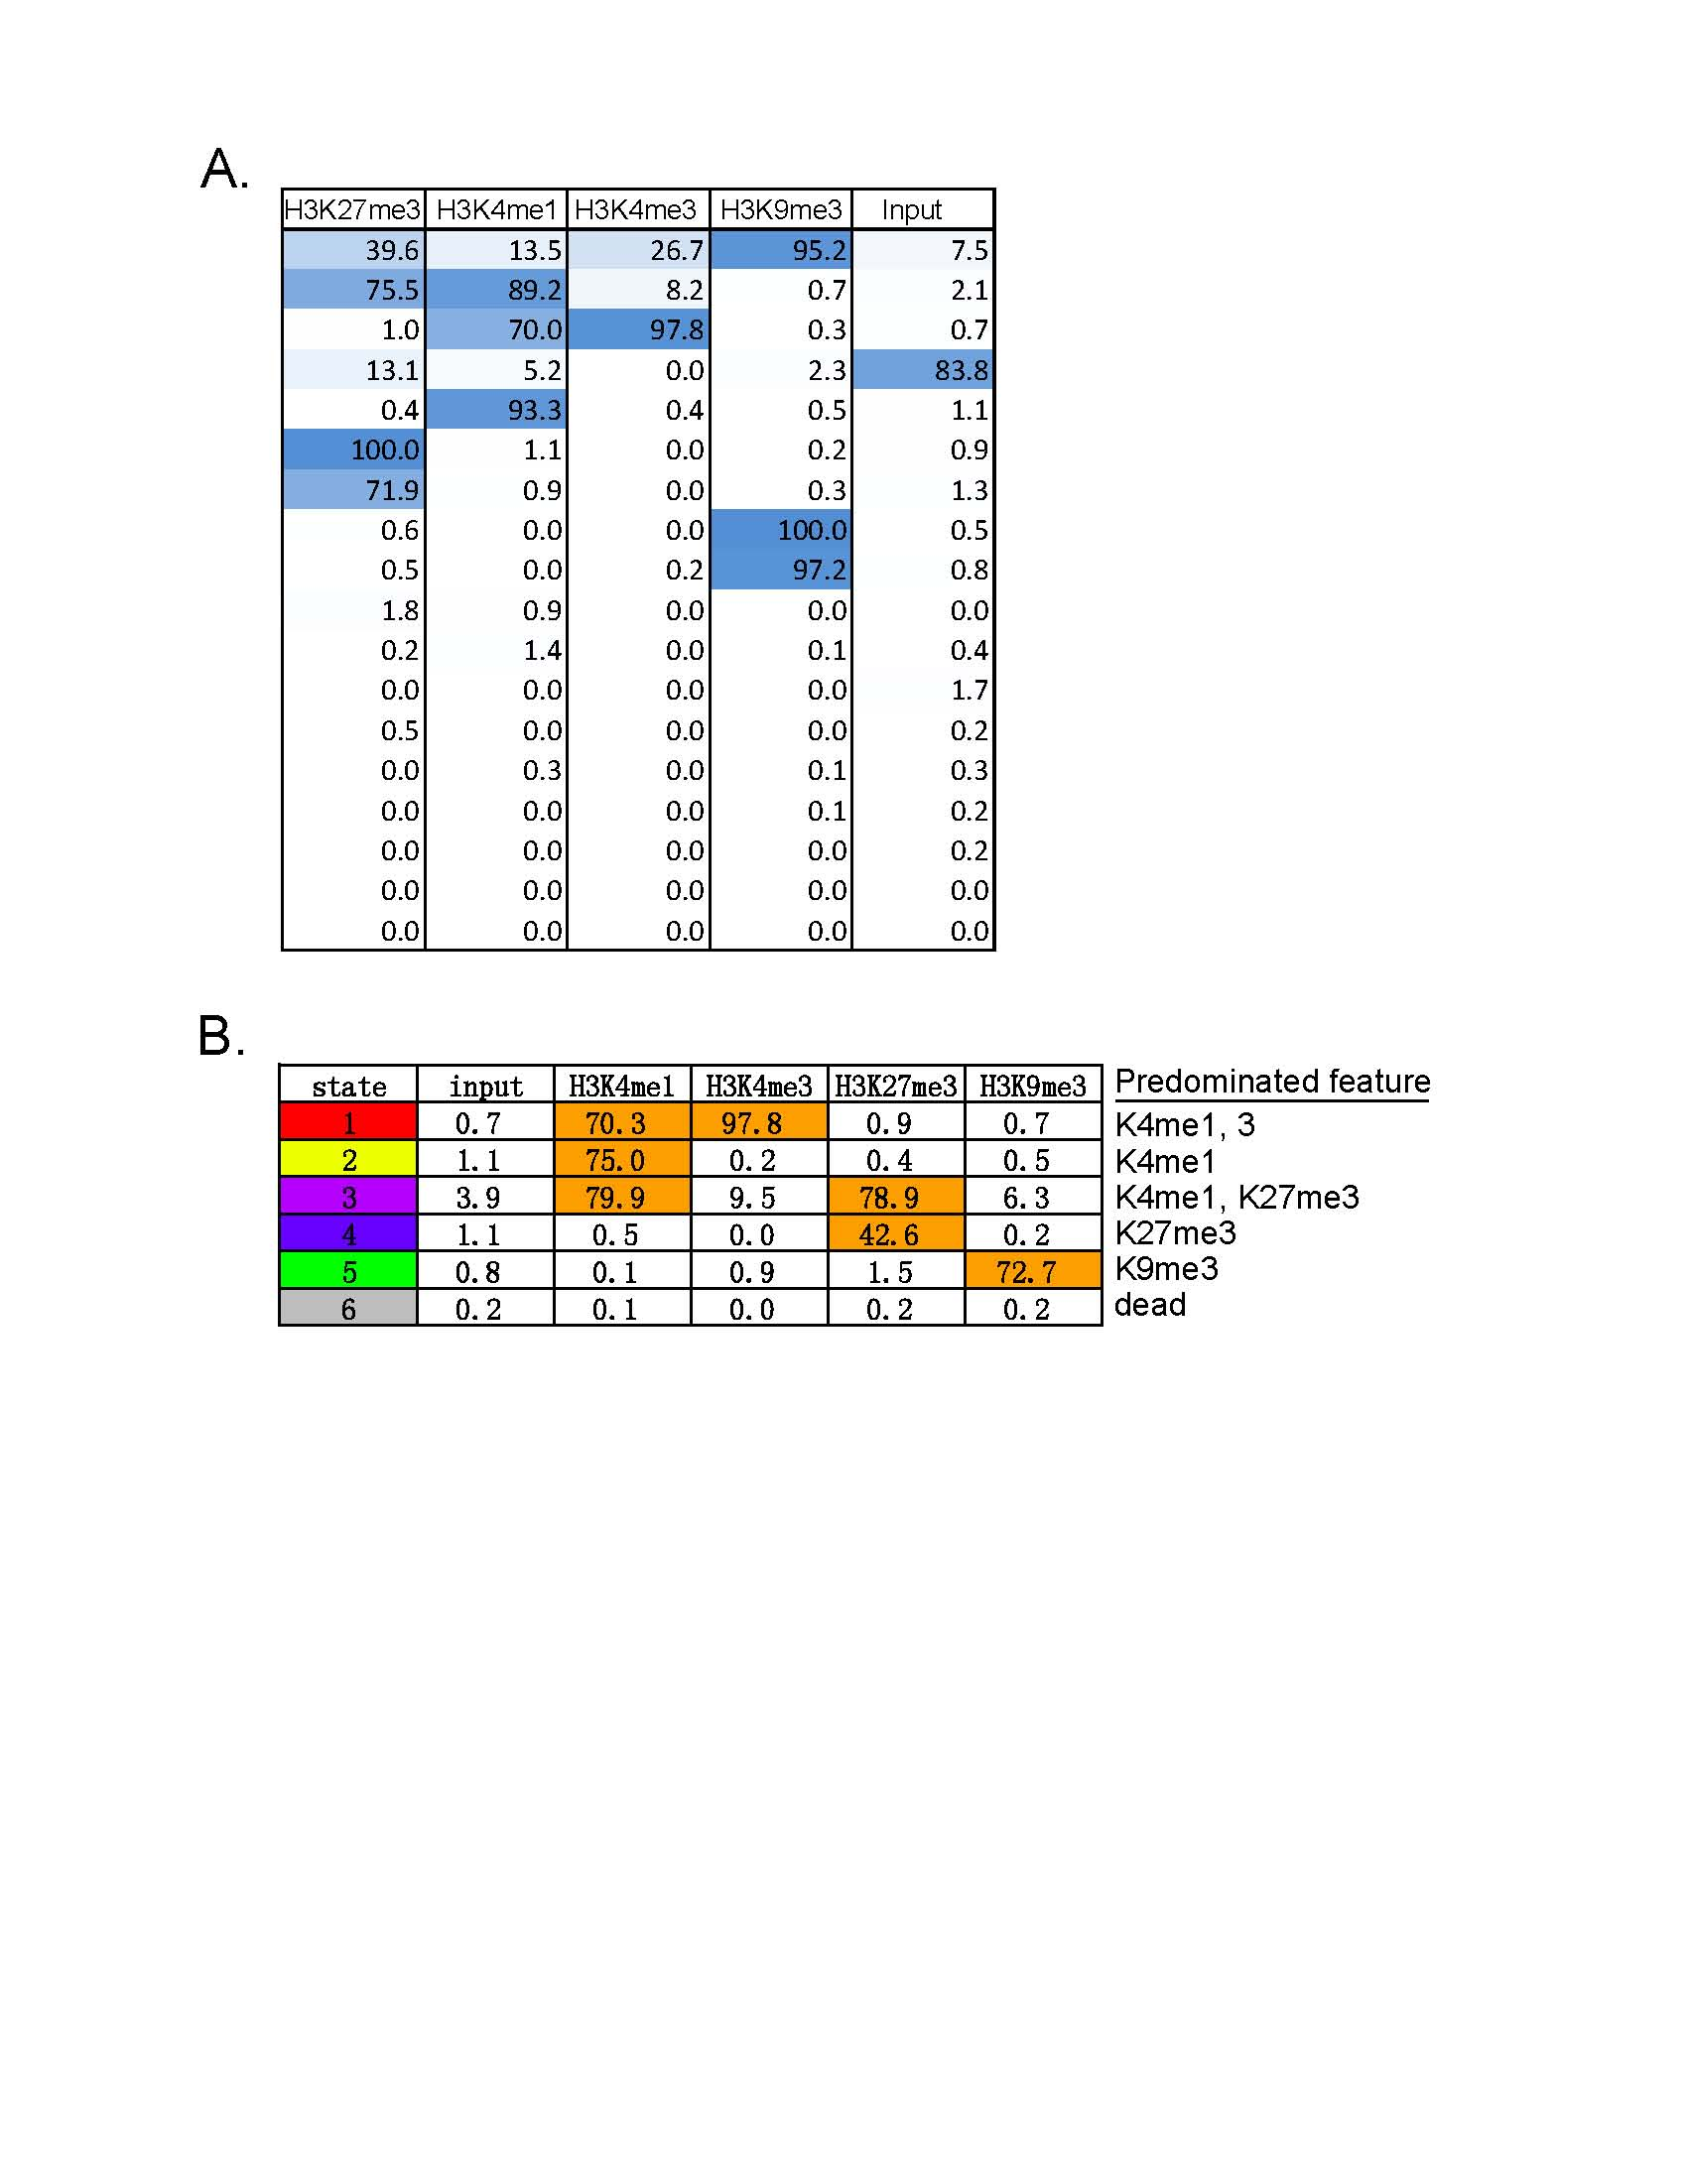 A.
H3K27me3 H3K4me1 H3K4me3 H3K9me3 Input
39.6 13.5 26.7 95.2 7.5
75.5 89.2 8.2 0.7 2.1
1.0 70.0 97.8 0.3 0.7
13.1 5.2 0.0 2.3 83.8
0.4 93.3 0.4 0.5 1.1
100.0 1.1 0.0 0.2 0.9
71.9 0.9 0.0 0.3 1.3
0.6 0.0 0.0 100.0 0.5
0.5 0.0 0.2 97.2 0.8
1.8 0.9 0.0 0.0 0.0
0.2 1.4 0.0 0.1 0.4
0.0 0.0 0.0 0.0 1.7
0.5 0.0 0.0 0.0 0.2
0.0 0.3 0.0 0.1 0.3
0.0 0.0 0.0 0.1 0.2
0.0 0.0 0.0 0.0 0.2
0.0 0.0 0.0 0.0 0.0
0.0 0.0 0.0 0.0 0.0
B.
state input H3K4me1 H3K4me3 H3K27me3 H3K9me3 Predominated feature
1 0.7 70.3 97.8 0.9 0.7 K4me1, 3
2 1.1 75.0 0.2 0.4 0.5 K4me1
3 3.9 79.9 9.5 78.9 6.3 K4me1, K27me3
4 1.1 0.5 0.0 42.6 0.2 K27me3
5 0.8 0.1 0.9 1.5 72.7 K9me3
6 0.2 0.1 0.0 0.2 0.2 dead